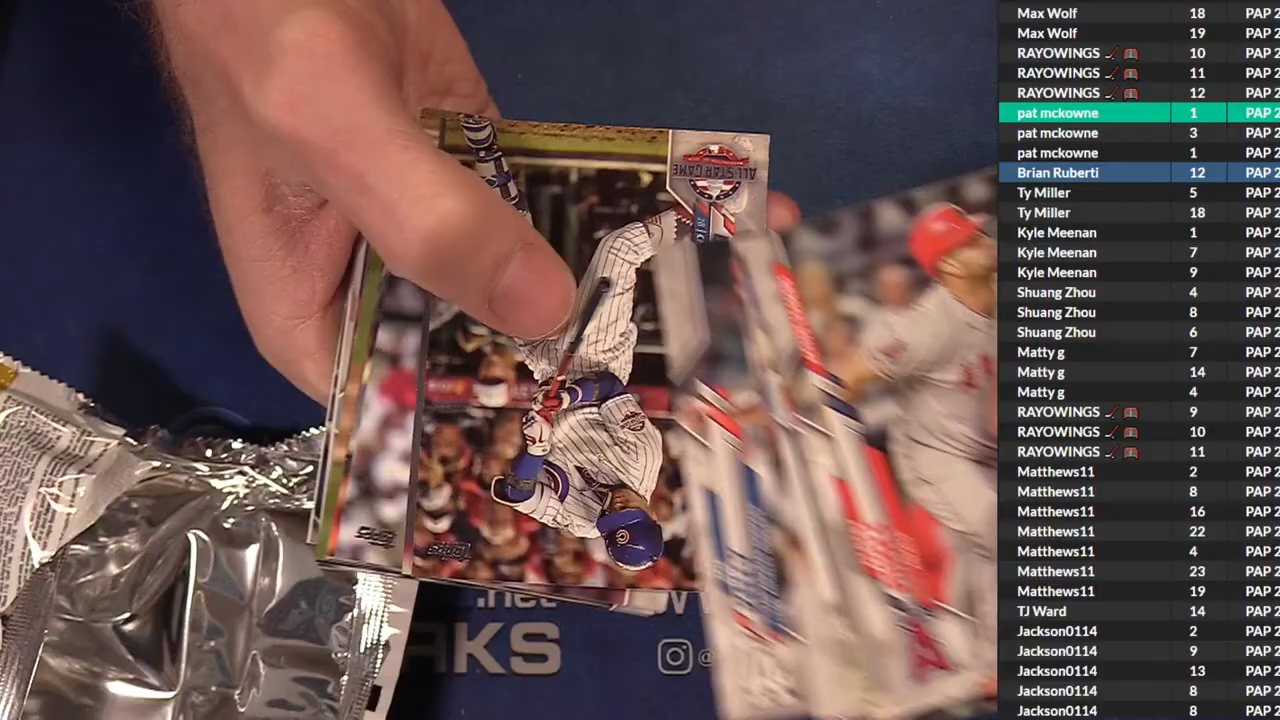 Max Wolf 18 PAP 2
Max Wolf 19 PAP 2
RAYOWINGS 10 PAP 2
RAYOWINGS 11 PAP 2
RAYOWINGS 12 PAP 2
pat mckowne 1 PAP 2
pat mckowne 3 PAP 2
pat mckowne 1 PAP 2
Brian Ruberti 12 PAP 2
Ty Miller 5 PAP 2
Ty Miller 18 PAP 2
Kyle Meenan 1 PAP 2
Kyle Meenan 7 PAP 2
Kyle Meenan 9 PAP 2
Shuang Zhou 4 PAP 2
Shuang Zhou 8 PAP 2
Shuang Zhou 6 PAP 2
Matty g 7 PAP 2
Matty g 14 PAP 2
Matty g 4 PAP 2
RAYOWINGS 9 PAP 2
RAYOWINGS 10 PAP 2
RAYOWINGS 11 PAP 2
Matthews11 2 PAP 2
Matthews11 8 PAP 2
Matthews11 16 PAP 2
Matthews11 22 PAP 2
Matthews11 4 PAP 2
Matthews11 23 PAP 2
Matthews11 19 PAP 2
TJ Ward 14 PAP 2
Jackson0114 2 PAP 2
Jackson0114 9 PAP 2
Jackson0114 13 PAP 2
Jackson0114 8 PAP 2
Jackson0114 8 PAP 2
ALL STAR GAME
Topps
.net
AKS
@